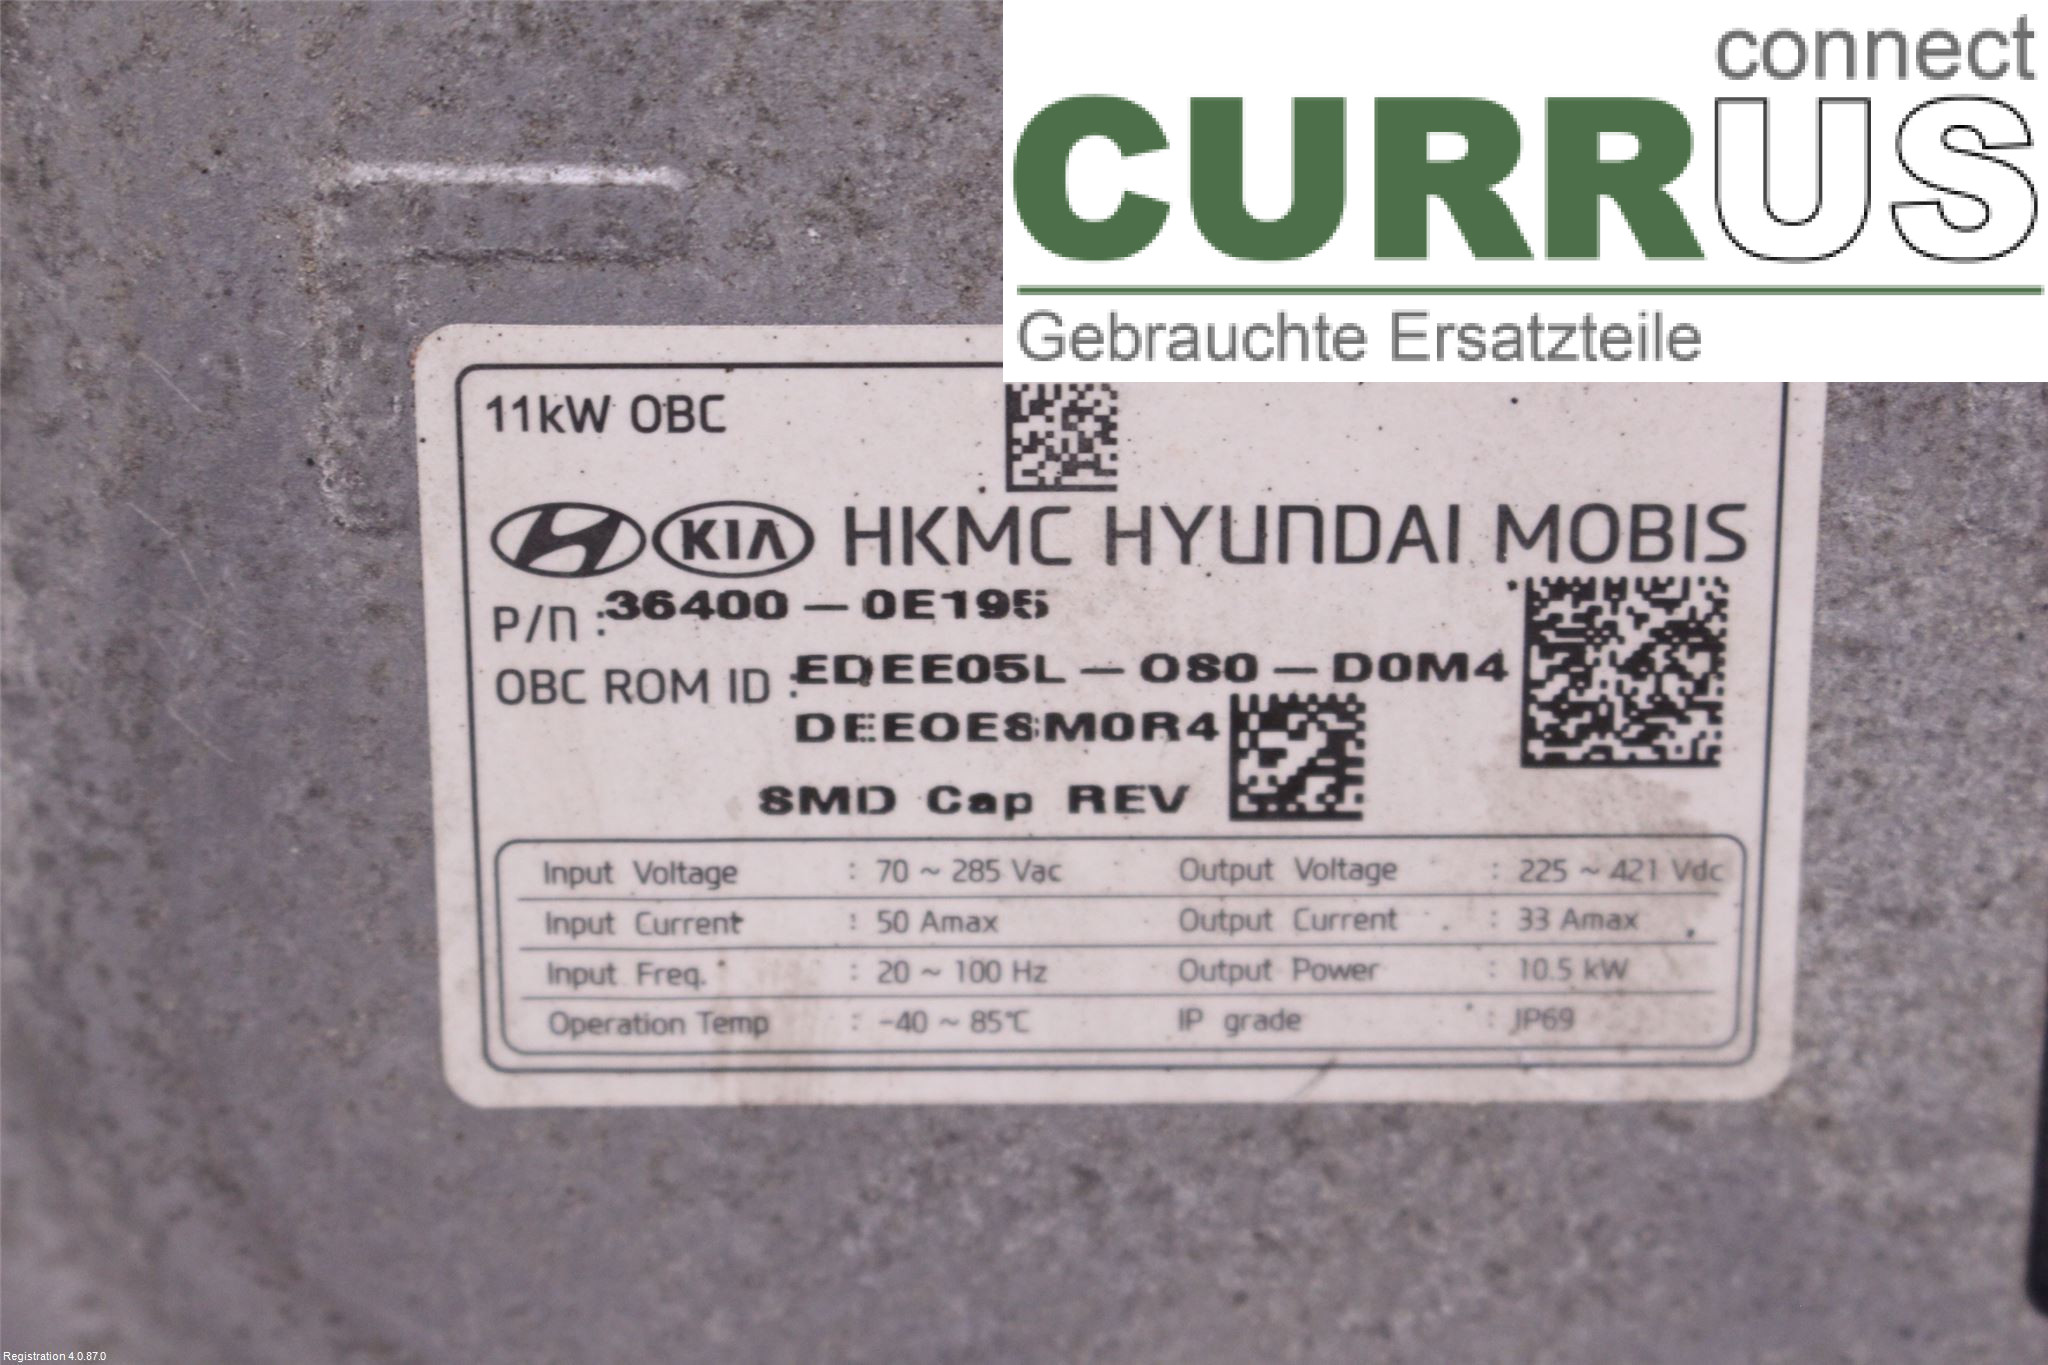 connect
CURRUS
Gebrauchte Ersatzteile
11kW OBC
KIA HKMC HYUNDAI MOBIS
P/N : 36400 - 0E195
OBC ROM ID : EDEE05L - OS0 - D0M4
DEEOES M0R4
SMD Cap REV
Input Voltage : 70 ~ 285 Vac Output Voltage : 225 ~ 421 Vdc
Input Current : 50 Amax Output Current : 33 Amax
Input Freq. : 20 ~ 100 Hz Output Power : 10.5 kW
Operation Temp : -40 ~ 85℃ IP grade : IP69
Registration 4.0.87.0